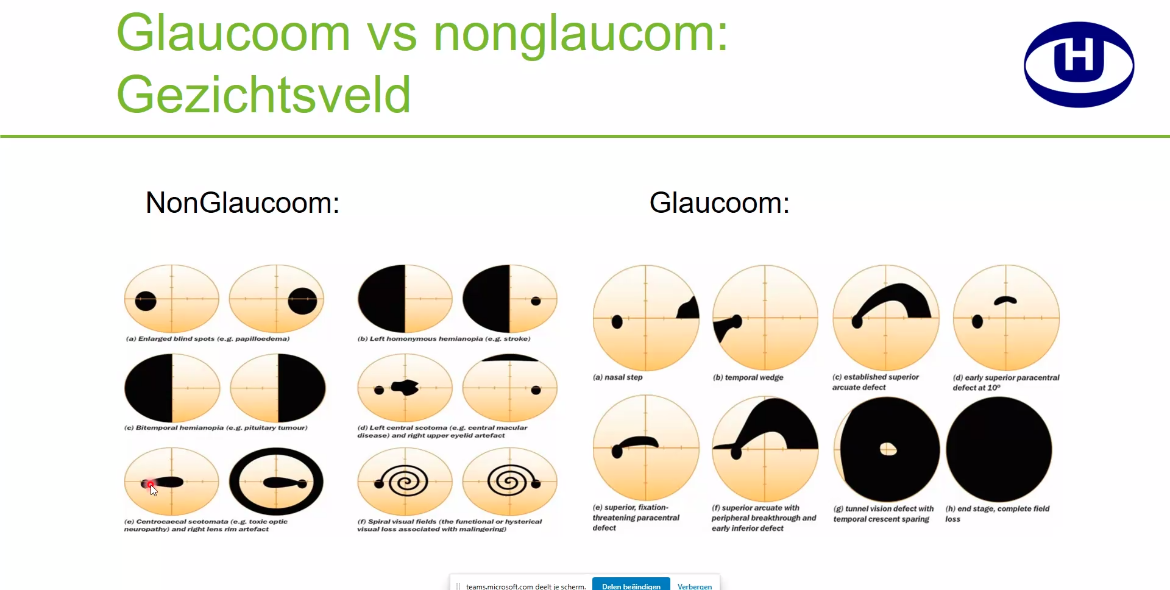 Glaucoom vs nonglaucom:
Gezichtsveld
H
NonGlaucoom:
Glaucoom:
(a) Enlarged blind spots (e.g. papilloedema)
(b) Left homonymous hemianopia (e.g. stroke)
(c) Bitemporal hemianopia (e.g. pituitary tumour)
(d) Left central scotoma (e.g. central macular
disease) and right upper eyelid artefact
(e) Centrocaecal scotomata (e.g. toxic optic
neuropathy) and right lens rim artefact
(f) Spiral visual fields (the functional or hysterical
visual loss associated with malingering)
(a) nasal step
(b) temporal wedge
(c) established superior
arcuate defect
(d) early superior paracentral
defect at 10º
(e) superior, fixation-
threatening paracentral
defect
(f) superior arcuate with
peripheral breakthrough and
early inferior defect
(g) tunnel vision defect with
temporal crescent sparing
(h) end stage, complete field
loss
teams.microsoft.com deelt je scherm.
Delen beëindigen
Verbergen